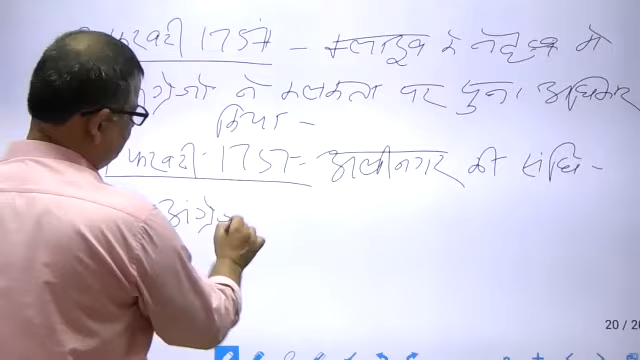 फरवरी 1757 - क्लाइव के नेतृत्व में
ने कलकत्ता पर पुनः अधिकार
किया -
फरवरी - 1757 - अलीनगर की संधि -
अंग्रेज
20 / 20